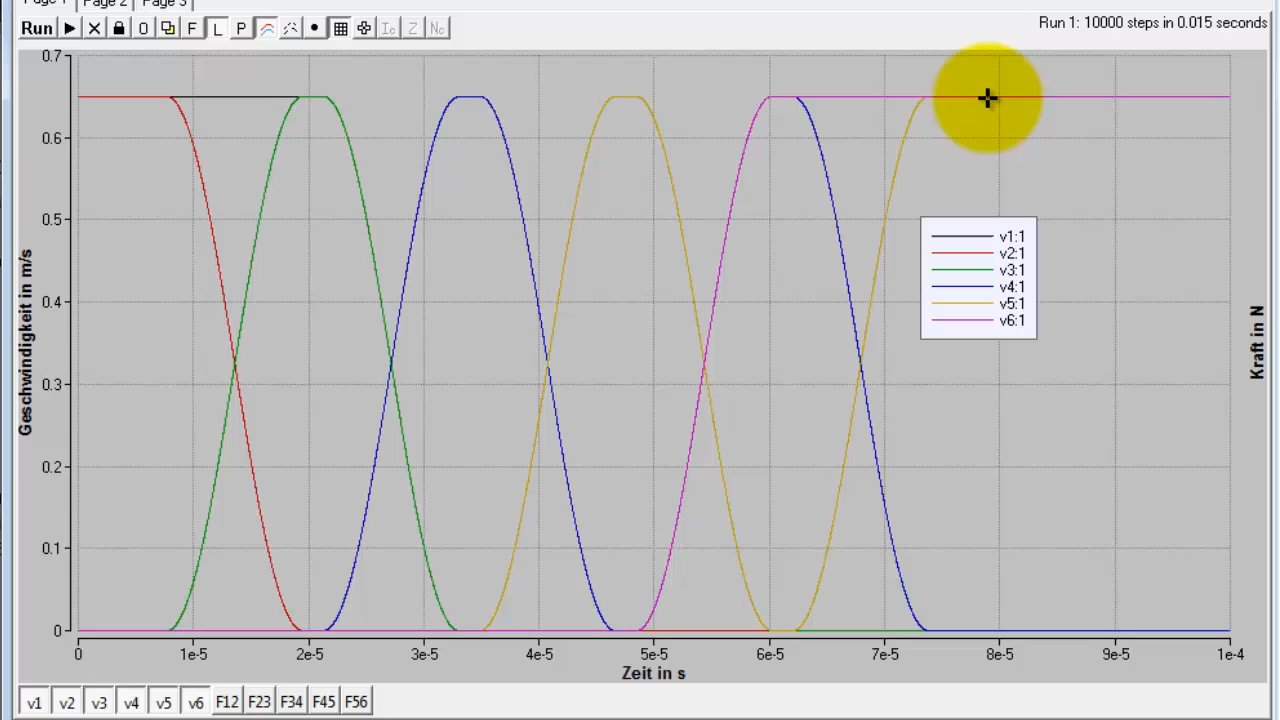 Page 1 Page 2 Page 3
Run 0 F L P Ic Z Nc
Run 1: 10000 steps in 0.015 seconds
0.7
0.6
0.5
0.4
0.3
0.2
0.1
0
Geschwindigkeit in m/s
v1:1
v2:1
v3:1
v4:1
v5:1
v6:1
Kraft in N
0 1e-5 2e-5 3e-5 4e-5 5e-5 6e-5 7e-5 8e-5 9e-5 1e-4
Zeit in s
v1 v2 v3 v4 v5 v6 F12 F23 F34 F45 F56